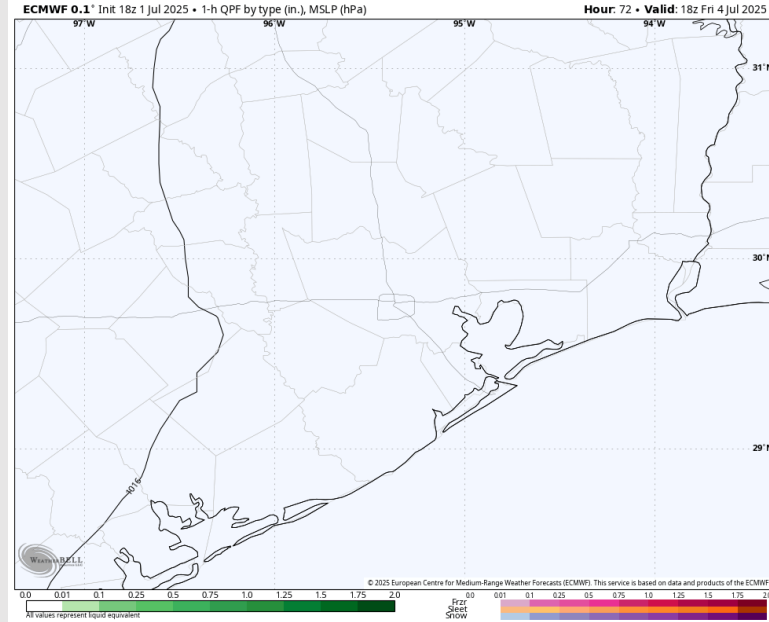 ECMWF 0.1° Init 18z 1 Jul 2025 • 1-h QPF by type (in.), MSLP (hPa) Hour: 72 • Valid: 18z Fri 4 Jul 2025
97°W 96°W 95°W 94°W
31°N
30°N
29°N
1016
WEATHERBELL
© 2025 European Centre for Medium-Range Weather Forecasts (ECMWF). This service is based on data and products of the ECMWF
0.0 0.01 0.1 0.25 0.5 0.75 1.0 1.25 1.5 1.75 2.0
0.0 0.01 0.1 0.25 0.5 0.75 1.0 1.25 1.5 1.75 2.0
Frzr
Sleet
Snow
All values represent liquid equivalent